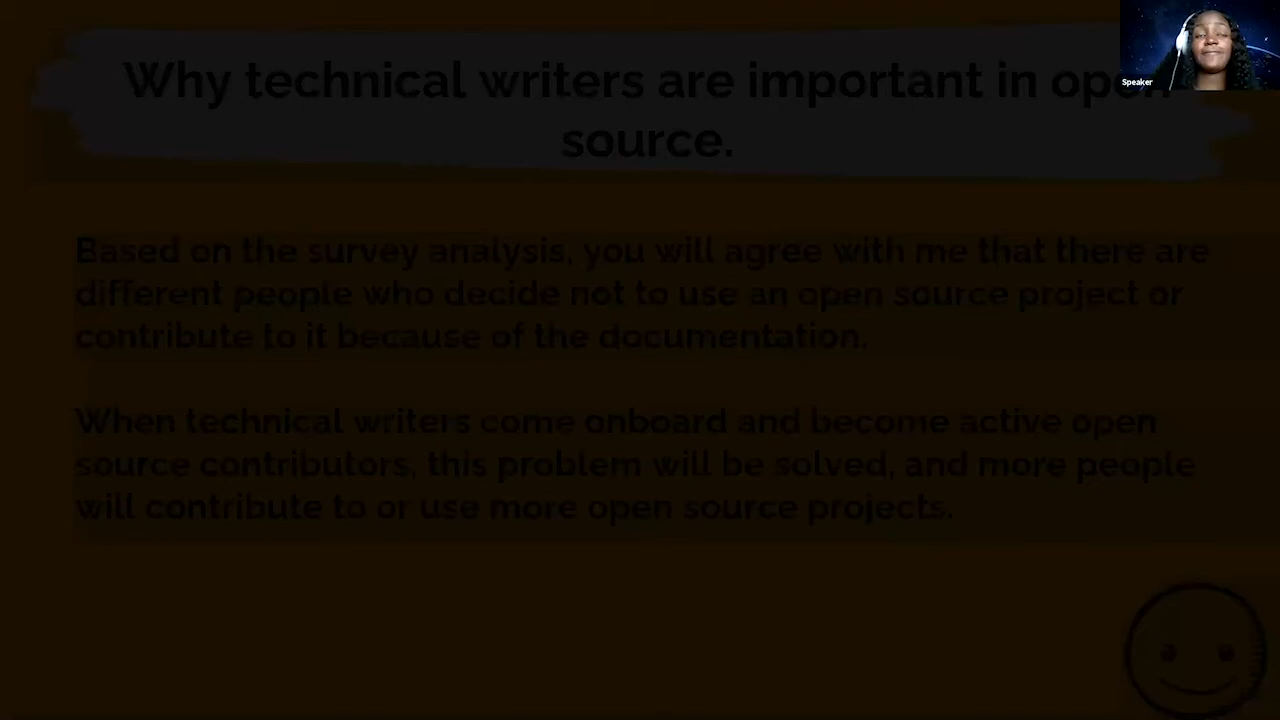 Why technical writers are important in open
source.
Speaker
Based on the survey analysis, you will agree with me that there are
different people who decide not to use an open source project or
contribute to it because of the documentation.
When technical writers come onboard and become active open
source contributors, this problem will be solved, and more people
will contribute to or use more open source projects.